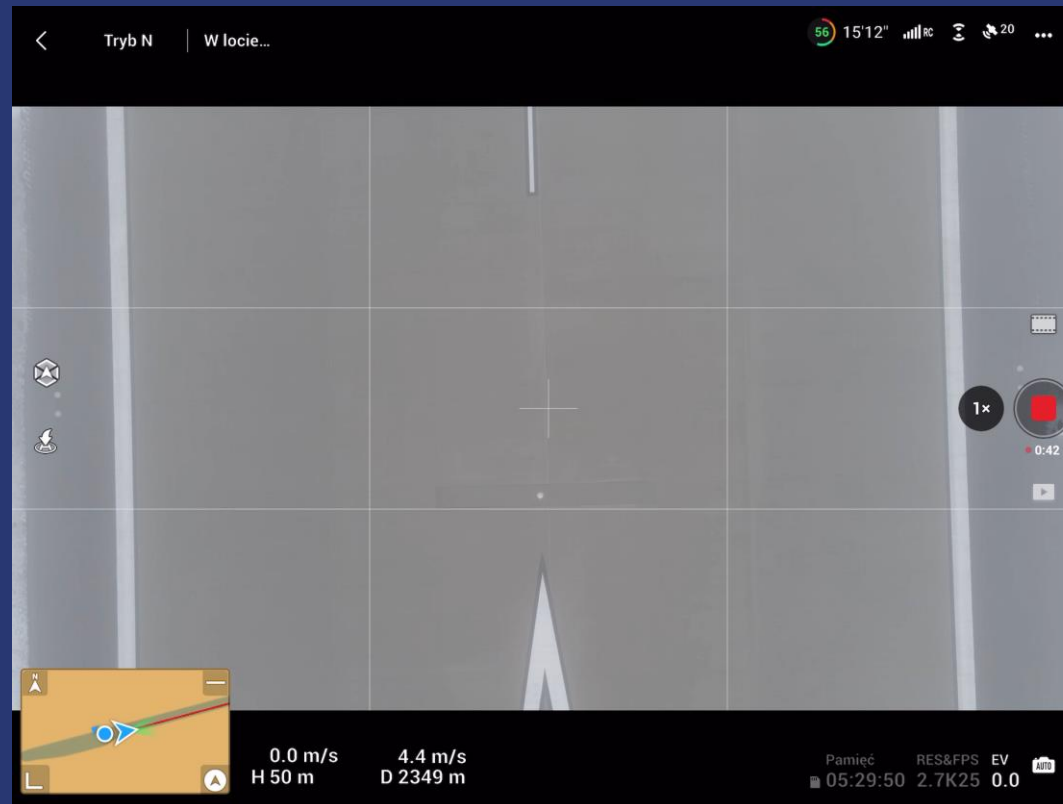 Tryb N | W locie... 56 15'12" RC 20 ...
1×
0:42
N
0.0 m/s 4.4 m/s
H 50 m D 2349 m
Pamięć RES&FPS EV AUTO
05:29:50 2.7K25 0.0